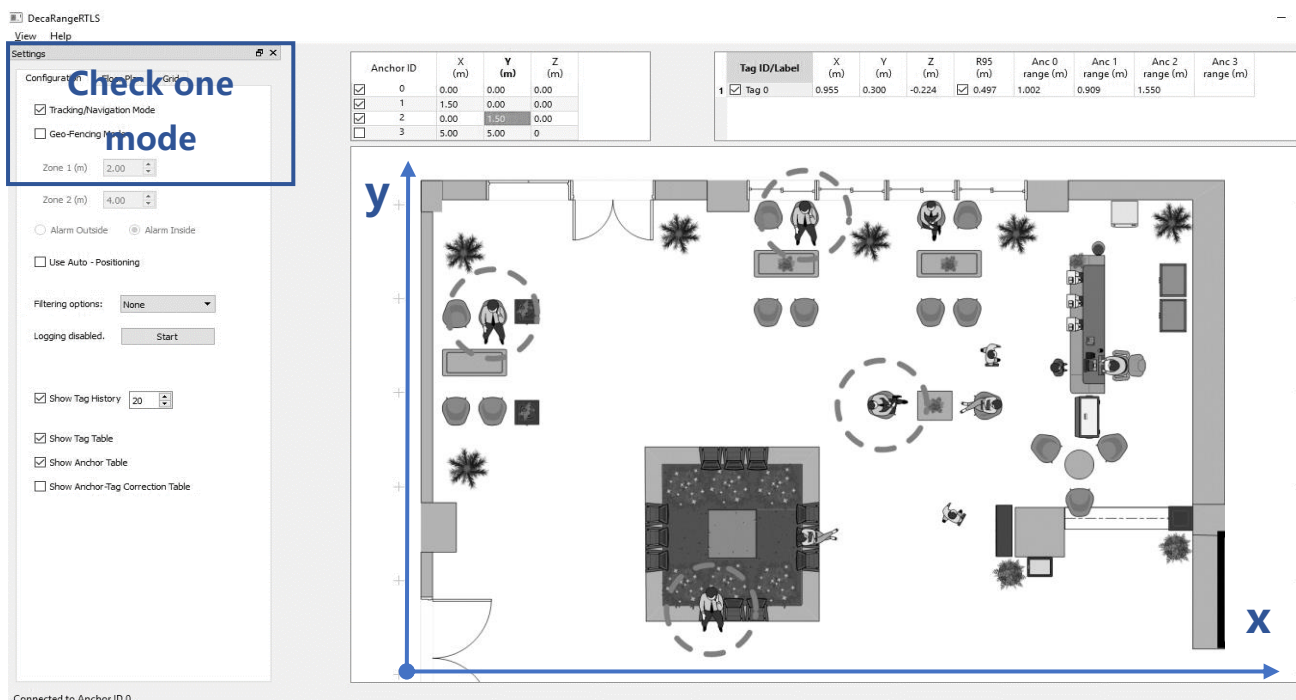 DecaRangeRTLS
View Help
Settings
Configuration Floor Plan Grid
Check one
mode
Tracking/Navigation Mode
Geo-Fencing Mode
Zone 1 (m) 2.00
Zone 2 (m) 4.00
Alarm Outside Alarm Inside
Use Auto - Positioning
Filtering options: None
Logging disabled. Start
Show Tag History 20
Show Tag Table
Show Anchor Table
Show Anchor-Tag Correction Table
Connected to Anchor ID 0
Anchor ID X (m) Y (m) Z (m)
0 0.00 0.00 0.00
1 1.50 0.00 0.00
2 0.00 1.50 0.00
3 5.00 5.00 0
Tag ID/Label X (m) Y (m) Z (m) R95 (m) Anc 0 range (m) Anc 1 range (m) Anc 2 range (m) Anc 3 range (m)
1 Tag 0 0.955 0.300 -0.224 0.497 1.002 0.909 1.550
y
x